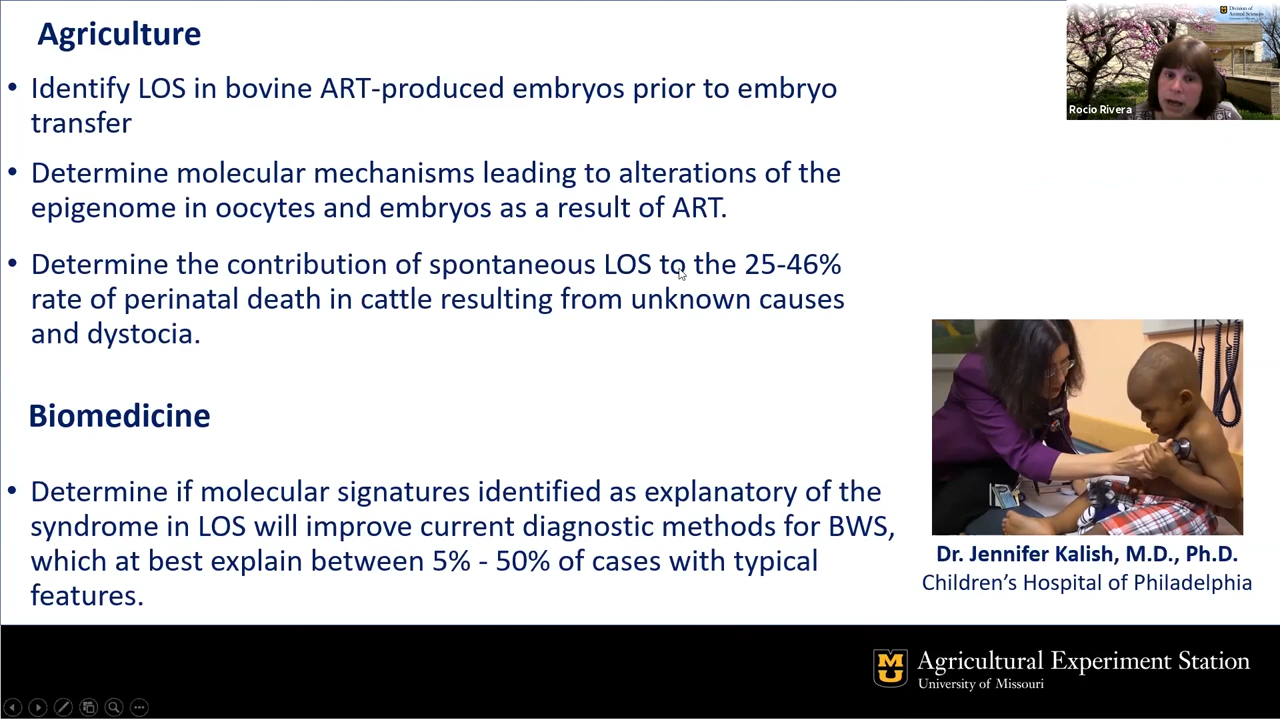 Agriculture
• Identify LOS in bovine ART-produced embryos prior to embryo
transfer
• Determine molecular mechanisms leading to alterations of the
epigenome in oocytes and embryos as a result of ART.
• Determine the contribution of spontaneous LOS to the 25-46%
rate of perinatal death in cattle resulting from unknown causes
and dystocia.
Biomedicine
• Determine if molecular signatures identified as explanatory of the
syndrome in LOS will improve current diagnostic methods for BWS,
which at best explain between 5% - 50% of cases with typical
features.
Division of
Animal Sciences
Rocio Rivera
Dr. Jennifer Kalish, M.D., Ph.D.
Children’s Hospital of Philadelphia
MU
Agricultural Experiment Station
University of Missouri